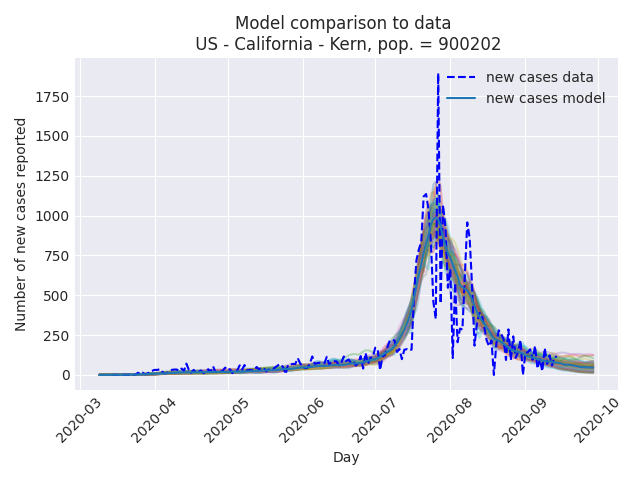 Model comparison to data
US - California - Kern, pop. = 900202
new cases data
new cases model
Number of new cases reported
1750
1500
1250
1000
750
500
250
0
2020-03
2020-04
2020-05
2020-06
2020-07
2020-08
2020-09
2020-10
Day